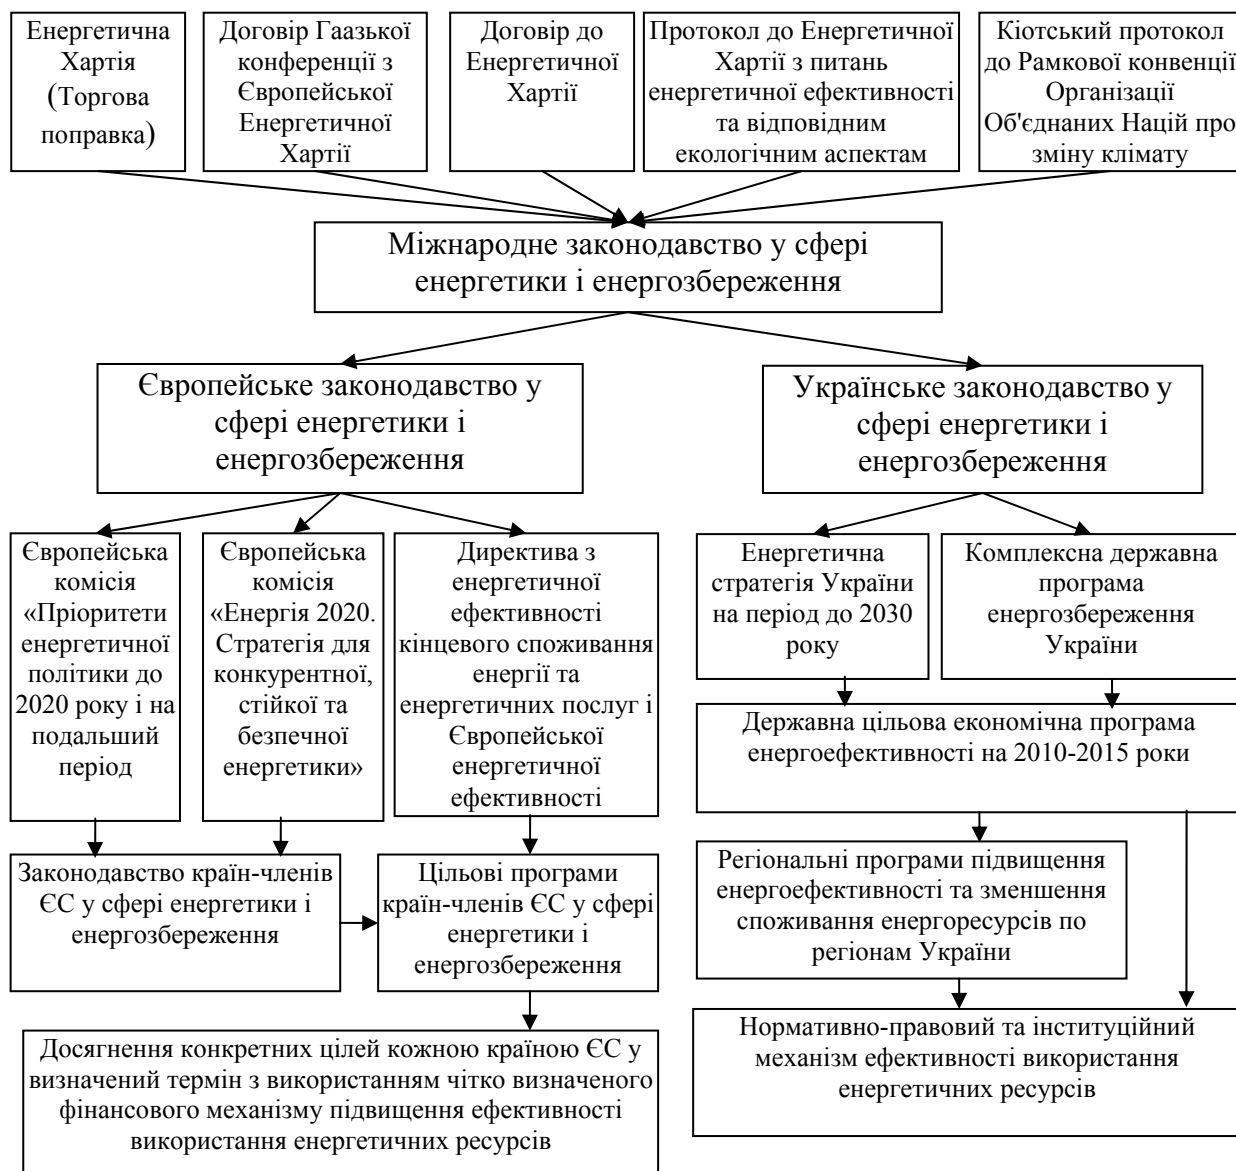 Енергетична
Хартія
(Торгова
поправка)
Договір Гаазької
конференції з
Європейської
Енергетичної
Хартії
Договір до
Енергетичної
Хартії
Протокол до Енергетичної
Хартії з питань
енергетичної ефективності
та відповідним
екологічним аспектам
Кіотський протокол
до Рамкової конвенції
Організації
Об'єднаних Націй про
зміну клімату
Міжнародне законодавство у сфері
енергетики і енергозбереження
Європейське законодавство у
сфері енергетики і
енергозбереження
Українське законодавство у
сфері енергетики і
енергозбереження
Європейська
комісія
«Пріоритети
енергетичної
політики до
2020 року і на
подальший
період
Європейська
комісія
«Енергія 2020.
Стратегія для
конкурентної,
стійкої та
безпечної
енергетики»
Директива з
енергетичної
ефективності
кінцевого споживання
енергії та
енергетичних послуг і
Європейської
енергетичної
ефективності
Енергетична
стратегія України
на період до 2030
року
Комплексна державна
програма
енергозбереження
України
Державна цільова економічна програма
енергоефективності на 2010-2015 роки
Законодавство країн-членів
ЄС у сфері енергетики і
енергозбереження
Цільові програми
країн-членів ЄС у сфері
енергетики і
енергозбереження
Регіональні програми підвищення
енергоефективності та зменшення
споживання енергоресурсів по
регіонам України
Досягнення конкретних цілей кожною країною ЄС у
визначений термін з використанням чітко визначеного
фінансового механізму підвищення ефективності
використання енергетичних ресурсів
Нормативно-правовий та інституційний
механізм ефективності використання
енергетичних ресурсів